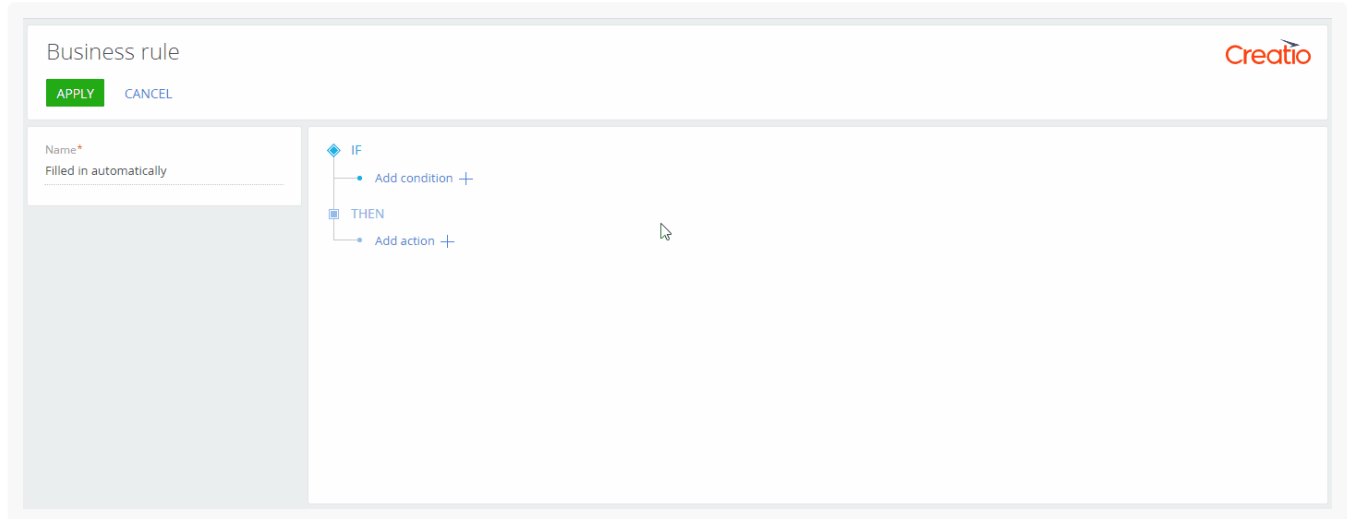 Business rule
Creatio
APPLY CANCEL
Name*
Filled in automatically
IF
Add condition
THEN
Add action